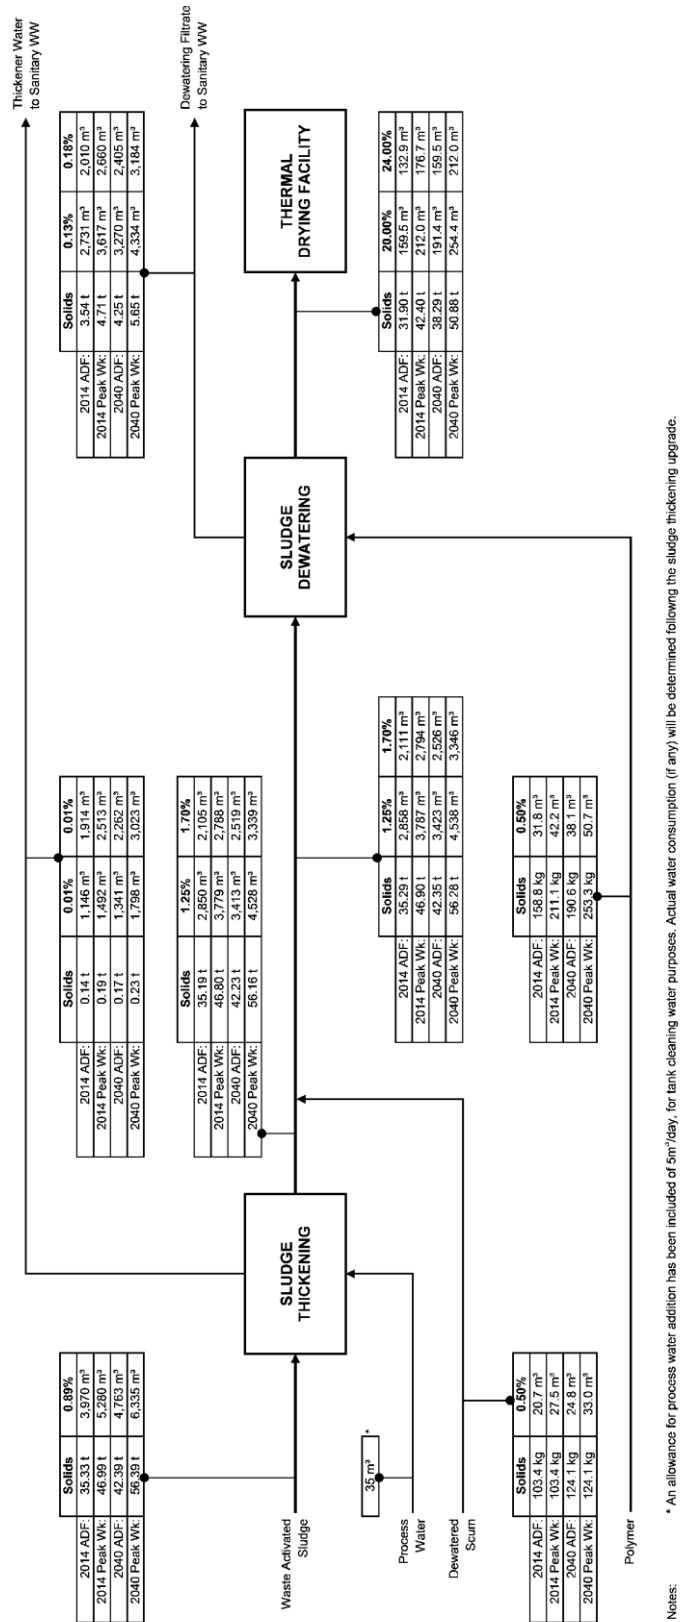 Thickener Water
to Sanitary WW
Dewatering Filtrate
to Sanitary WW
Solids 0.89%
2014 ADF: 35.33 t 3,970 m³
2014 Peak Wk: 46.99 t 5,280 m³
2040 ADF: 42.39 t 4,763 m³
2040 Peak Wk: 56.39 t 6,335 m³
Solids 0.01% 0.01%
2014 ADF: 0.14 t 1,146 m³ 1,914 m³
2014 Peak Wk: 0.19 t 1,492 m³ 2,513 m³
2040 ADF: 0.17 t 1,341 m³ 2,262 m³
2040 Peak Wk: 0.23 t 1,798 m³ 3,023 m³
Solids 0.13% 0.18%
2014 ADF: 3.54 t 2,731 m³ 2,010 m³
2014 Peak Wk: 4.71 t 3,617 m³ 2,660 m³
2040 ADF: 4.25 t 3,270 m³ 2,405 m³
2040 Peak Wk: 5.65 t 4,334 m³ 3,184 m³
Solids 1.25% 1.70%
2014 ADF: 35.19 t 2,850 m³ 2,105 m³
2014 Peak Wk: 46.80 t 3,779 m³ 2,788 m³
2040 ADF: 42.23 t 3,413 m³ 2,519 m³
2040 Peak Wk: 56.16 t 4,528 m³ 3,339 m³
Waste Activated
Sludge
SLUDGE
THICKENING
SLUDGE
DEWATERING
THERMAL
DRYING FACILITY
35 m³ *
Process
Water
Dewatered
Scum
Solids 1.25% 1.70%
2014 ADF: 35.29 t 2,858 m³ 2,111 m³
2014 Peak Wk: 46.90 t 3,787 m³ 2,794 m³
2040 ADF: 42.35 t 3,423 m³ 2,526 m³
2040 Peak Wk: 56.28 t 4,538 m³ 3,346 m³
Solids 20.00% 24.00%
2014 ADF: 31.90 t 159.5 m³ 132.9 m³
2014 Peak Wk: 42.40 t 212.0 m³ 176.7 m³
2040 ADF: 38.29 t 191.4 m³ 159.5 m³
2040 Peak Wk: 50.88 t 254.4 m³ 212.0 m³
Solids 0.50%
2014 ADF: 103.4 kg 20.7 m³
2014 Peak Wk: 103.4 kg 27.5 m³
2040 ADF: 124.1 kg 24.8 m³
2040 Peak Wk: 124.1 kg 33.0 m³
Solids 0.50%
2014 ADF: 158.8 kg 31.8 m³
2014 Peak Wk: 211.1 kg 42.2 m³
2040 ADF: 190.6 kg 38.1 m³
2040 Peak Wk: 253.3 kg 50.7 m³
Polymer
Notes: * An allowance for process water addition has been included of 5m³/day, for tank cleaning water purposes. Actual water consumption (if any) will be determined followng the sludge thickening upgrade.